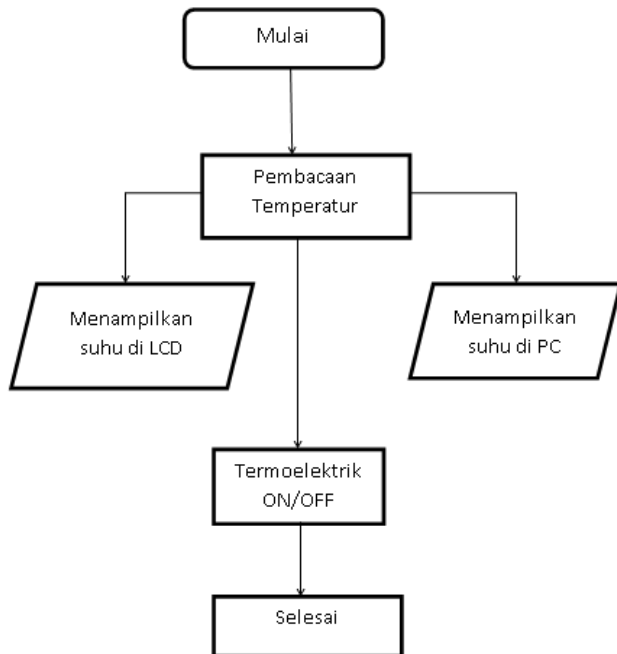 Mulai
Pembacaan
Temperatur
Menampilkan
suhu di LCD
Menampilkan
suhu di PC
Termoelektrik
ON/OFF
Selesai